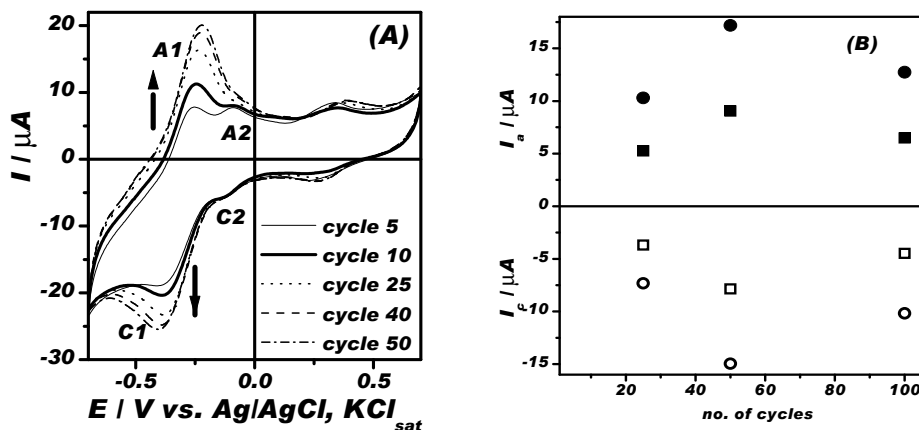 (A)
A1
A2
C2
C1
cycle 5
cycle 10
cycle 25
cycle 40
cycle 50
20
10
0
-10
-20
-30
I / μA
-0.5
0.0
0.5
E / V vs. Ag/AgCl, KCl sat
(B)
15
10
5
0
I a / μA
-5
-10
-15
I c / μA
20
40
60
80
100
no. of cycles